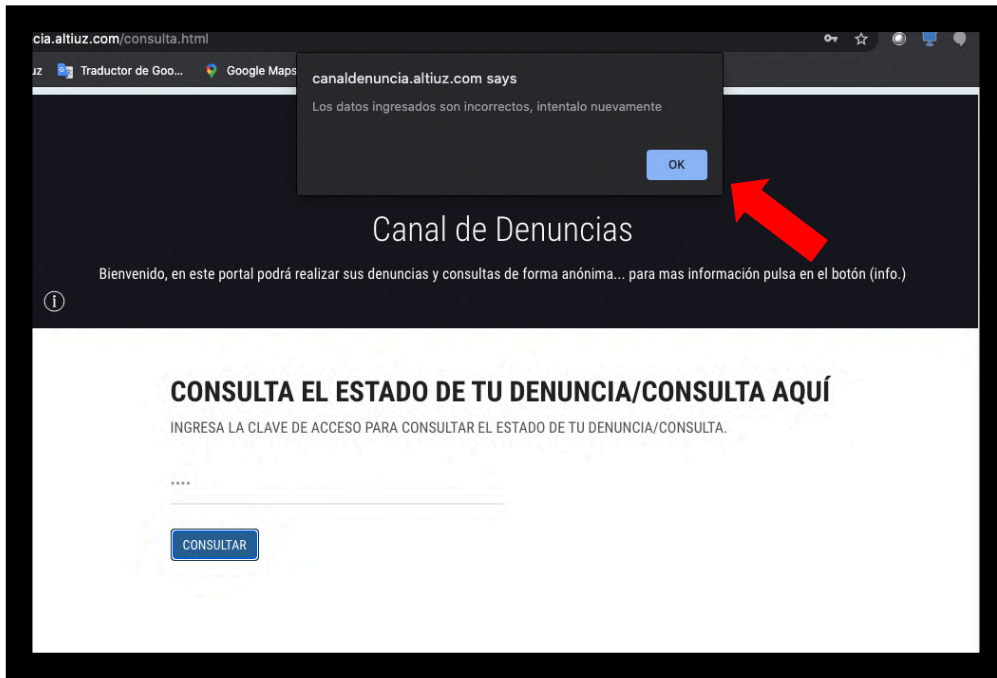 cia.altiuz.com/consulta.html
uz Traductor de Goo... Google Maps
canaldenuncia.altiuz.com says
Los datos ingresados son incorrectos, intentalo nuevamente
OK
Canal de Denuncias
Bienvenido, en este portal podrá realizar sus denuncias y consultas de forma anónima... para mas información pulsa en el botón (info.)
i
CONSULTA EL ESTADO DE TU DENUNCIA/CONSULTA AQUÍ
INGRESA LA CLAVE DE ACCESO PARA CONSULTAR EL ESTADO DE TU DENUNCIA/CONSULTA.
....
CONSULTAR